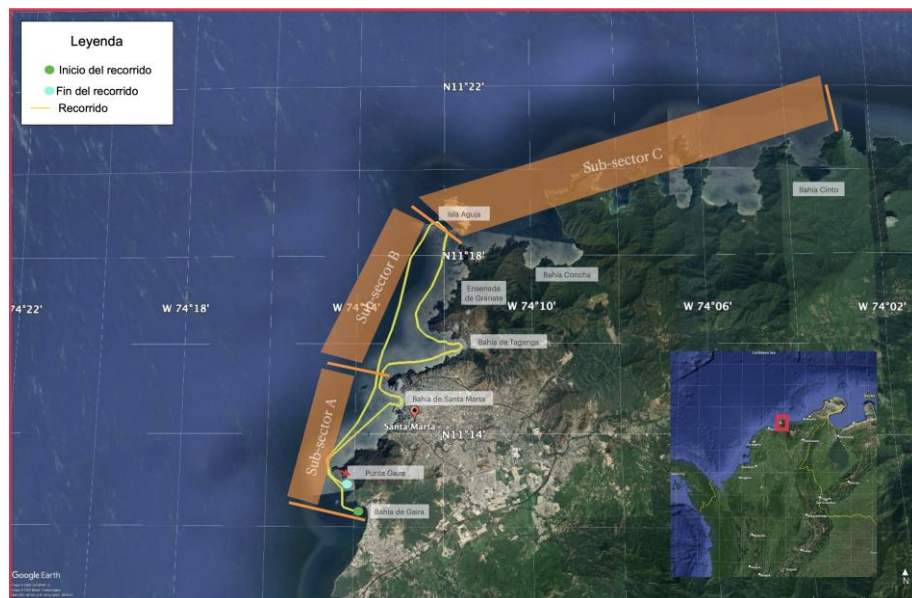 Leyenda
Inicio del recorrido
Fin del recorrido
Recorrido
N11°22'
Sub-sector C
Bahía Cinto
Isla Aguja
Sub-sector B
N11°18'
Bahía Concha
Ensenada
de Granate
74°22'
W 74°18'
W 74°
W 74°10'
W 74°06'
W 74°02'
Bahía de Taganga
Sub-sector A
Bahía de Santa Marta
Santa Marta
N11°14'
Punta Gaira
Bahía de Gaira
Google Earth
N